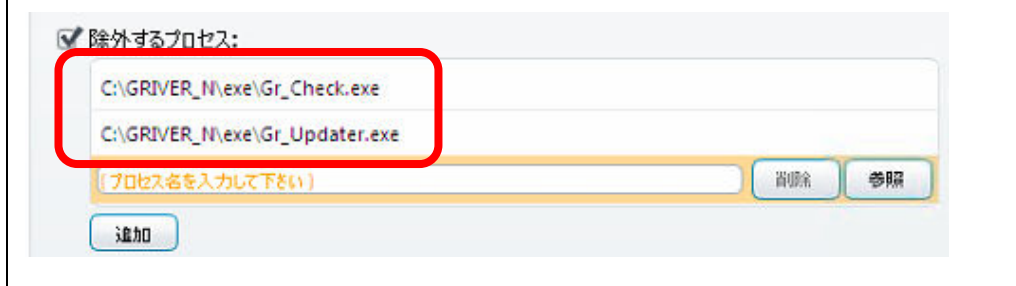 除外するプロセス:
C:\GRIVER_N\exe\Gr_Check.exe
C:\GRIVER_N\exe\Gr_Updater.exe
(プロセス名を入力して下さい) 削除 参照
追加